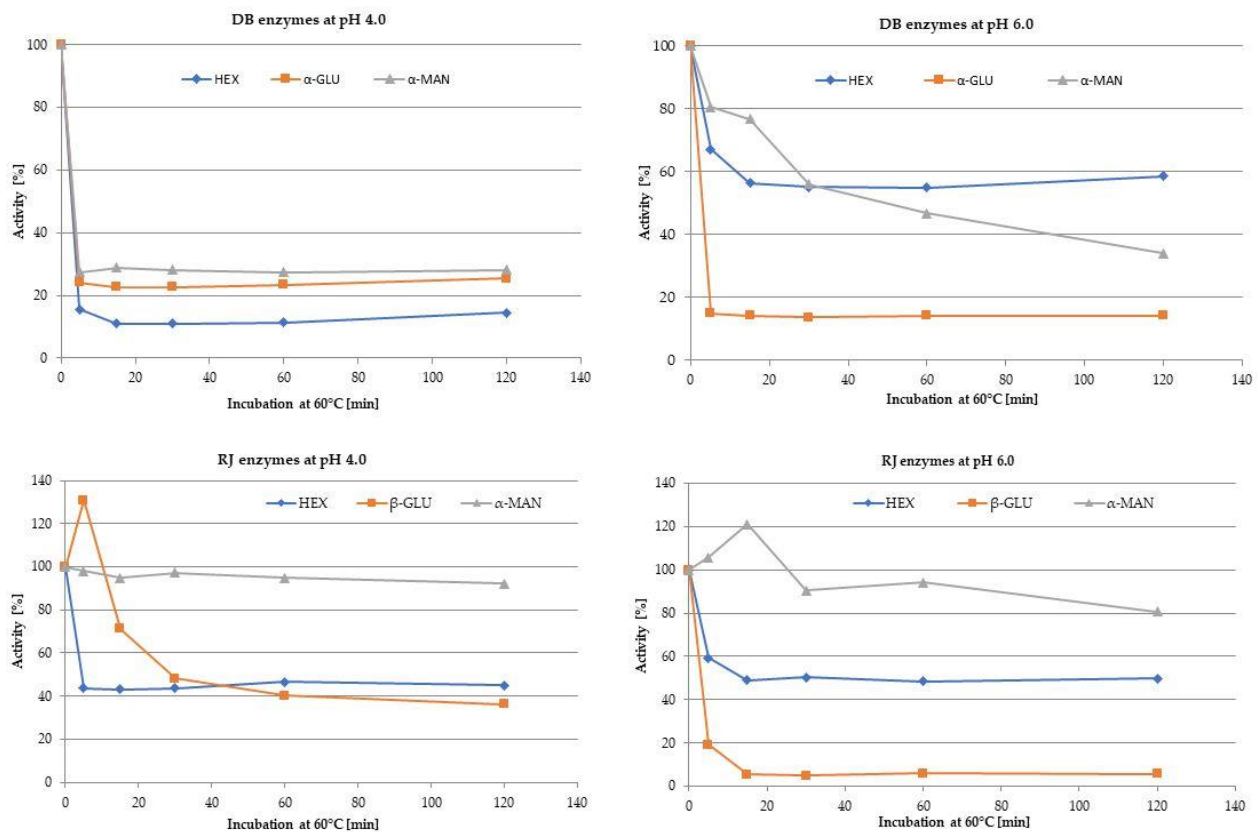 DB enzymes at pH 4.0
100
80
60
40
20
0
Activity [%]
HEX α-GLU α-MAN
0 20 40 60 80 100 120 140
Incubation at 60°C [min]
DB enzymes at pH 6.0
100
80
60
40
20
0
Activity [%]
HEX α-GLU α-MAN
0 20 40 60 80 100 120 140
Incubation at 60°C [min]
RJ enzymes at pH 4.0
140
120
100
80
60
40
20
0
Activity [%]
HEX β-GLU α-MAN
0 20 40 60 80 100 120 140
Incubation at 60°C [min]
RJ enzymes at pH 6.0
140
120
100
80
60
40
20
0
Activity [%]
HEX β-GLU α-MAN
0 20 40 60 80 100 120 140
Incubation at 60°C [min]